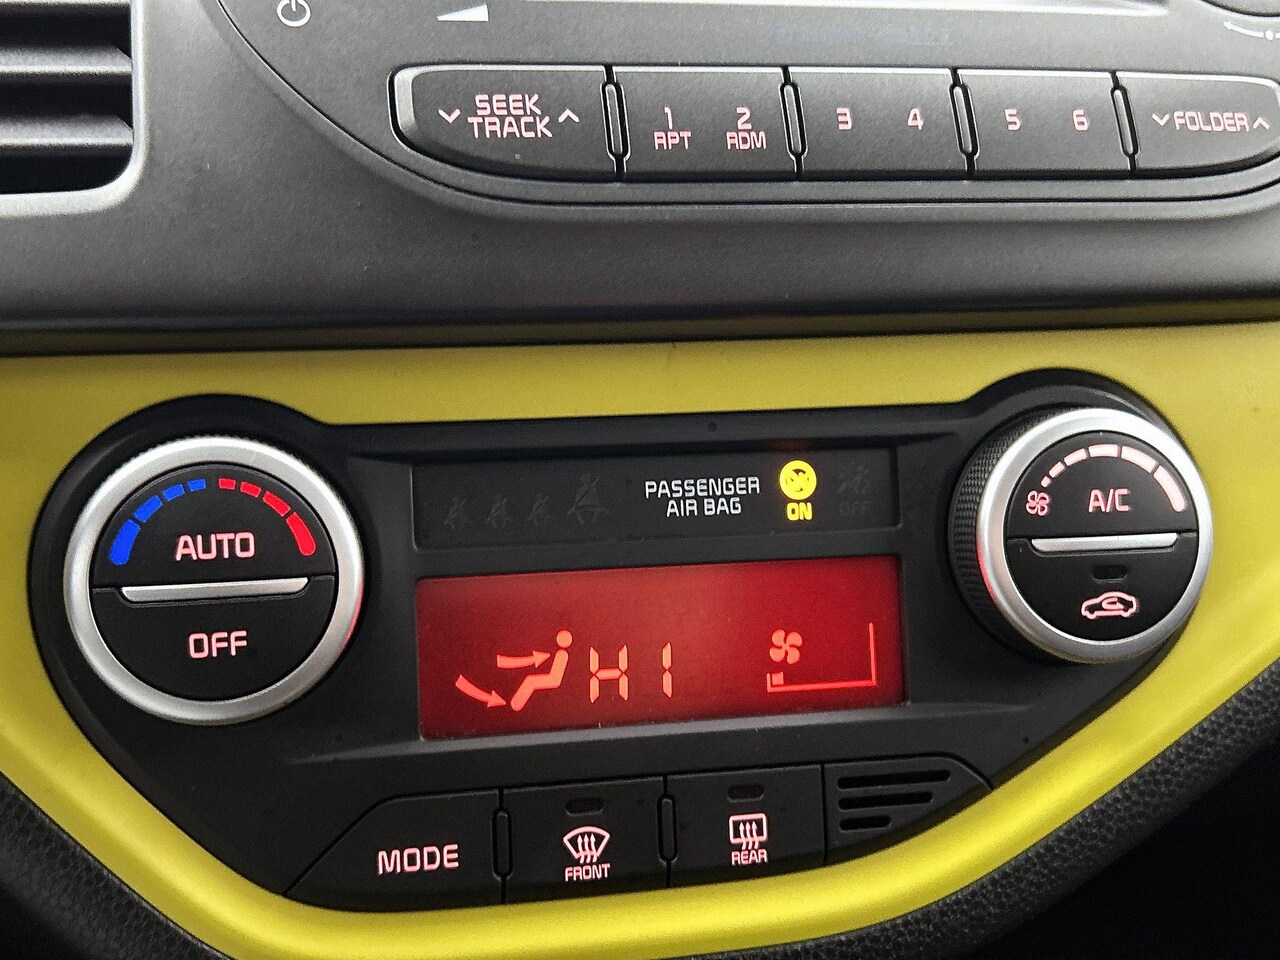 SEEK
TRACK
1
RPT
2
RDM
3
4
5
6
FOLDER
PASSENGER
AIR BAG
ON
OFF
AUTO
OFF
A/C
HI
MODE
FRONT
REAR